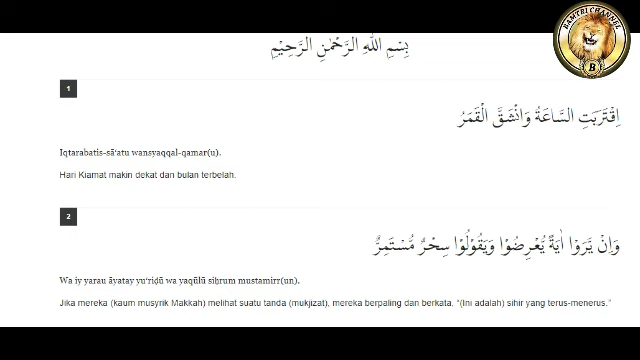 BAMTRI CHANNEL
B
بِسْمِ اللّٰهِ الرَّحْمٰنِ الرَّحِيْمِ
1
اِقْتَرَبَتِ السَّاعَةُ وَانْشَقَّ الْقَمَرُ
Iqtarabatis-sā‘atu wansyaqqal-qamar(u).
Hari Kiamat makin dekat dan bulan terbelah.
2
وَاِنْ يَّرَوْا اٰيَةً يُّعْرِضُوْا وَيَقُوْلُوْا سِحْرٌ مُّسْتَمِرٌّ
Wa iy yarau āyatay yu‘riḍū wa yaqūlū siḥrum mustamirr(un).
Jika mereka (kaum musyrik Makkah) melihat suatu tanda (mukjizat), mereka berpaling dan berkata, “(Ini adalah) sihir yang terus-menerus.”